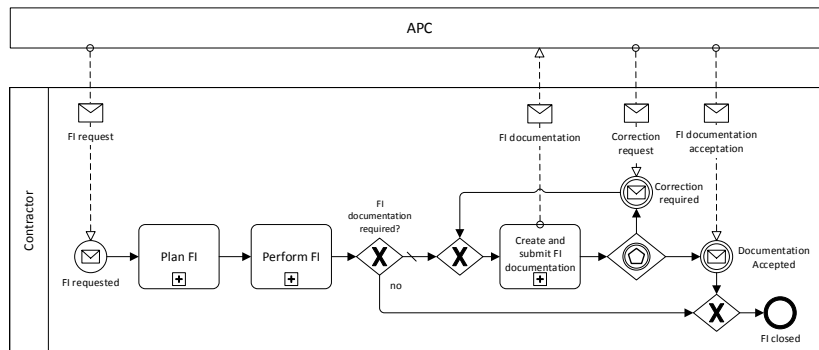 APC
FI request
FI documentation
Correction
request
FI documentation
acceptation
Contractor
FI requested
Plan FI
Perform FI
FI
documentation
required?
no
Create and
submit FI
documentation
Correction
required
Documentation
Accepted
FI closed